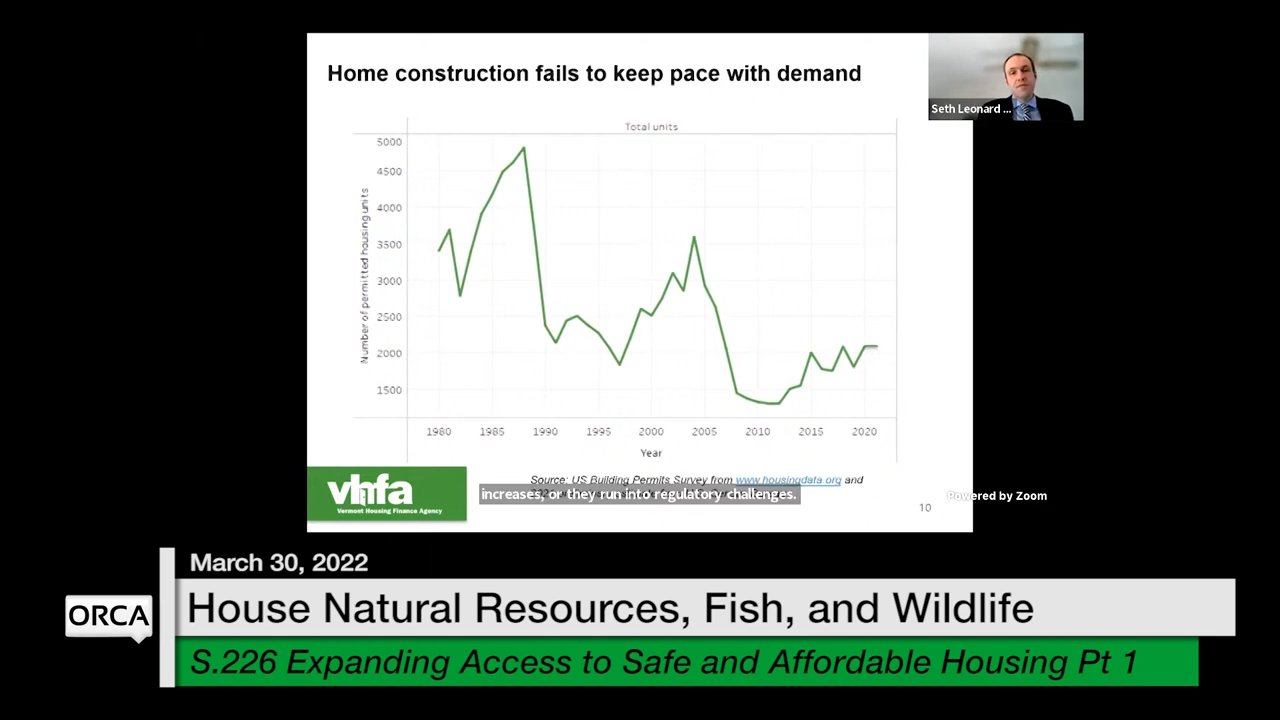 Home construction fails to keep pace with demand
Seth Leonard ...
Total units
5000
4500
4000
3500
3000
2500
2000
1500
Number of permitted housing units
1980 1985 1990 1995 2000 2005 2010 2015 2020
Year
Source: US Building Permits Survey from www.housingdata.org and
increases, or they run into regulatory challenges.
vhfa
Vermont Housing Finance Agency
10
Powered by Zoom
March 30, 2022
ORCA
House Natural Resources, Fish, and Wildlife
S.226 Expanding Access to Safe and Affordable Housing Pt 1